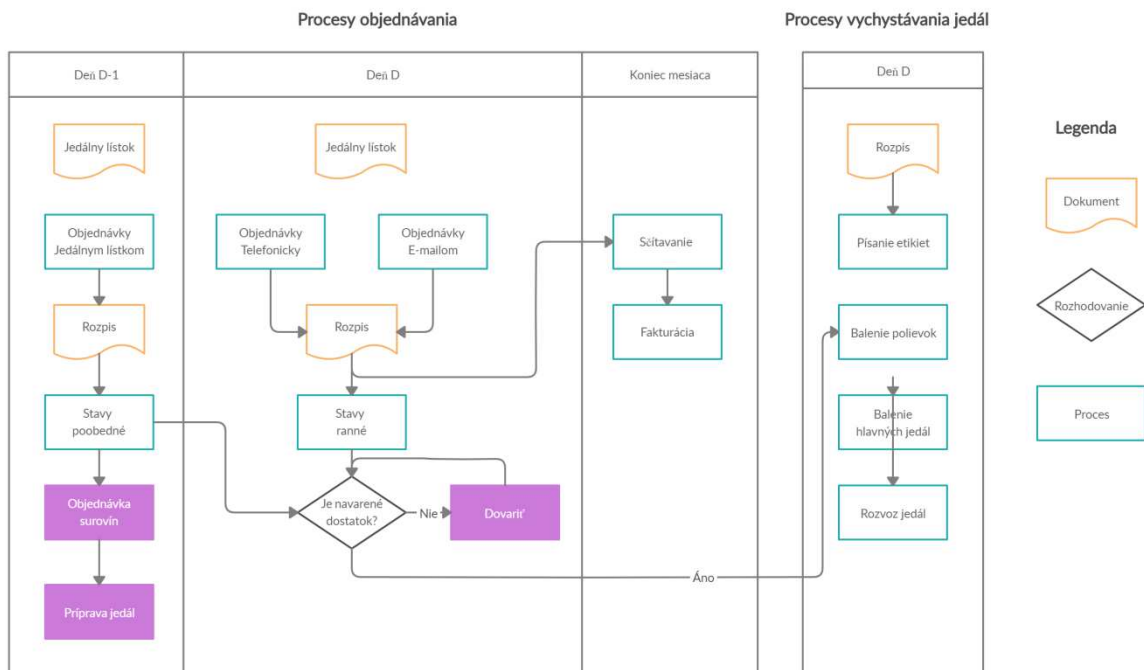 Procesy objednávania
Procesy vychystávania jedál
Deň D-1
Deň D
Koniec mesiaca
Deň D
Legenda
Jedálny lístok
Jedálny lístok
Rozpis
Dokument
Objednávky
Jedálnym lístkom
Objednávky
Telefonicky
Objednávky
E-mailom
Sčítavanie
Písanie etikiet
Rozhodovanie
Rozpis
Rozpis
Fakturácia
Balenie polievok
Stavy
poobedné
Stavy
ranné
Balenie
hlavných jedál
Proces
Objednávka
surovín
Je navarené
dostatok?
Nie
Dovariť
Rozvoz jedál
Áno
Príprava jedál